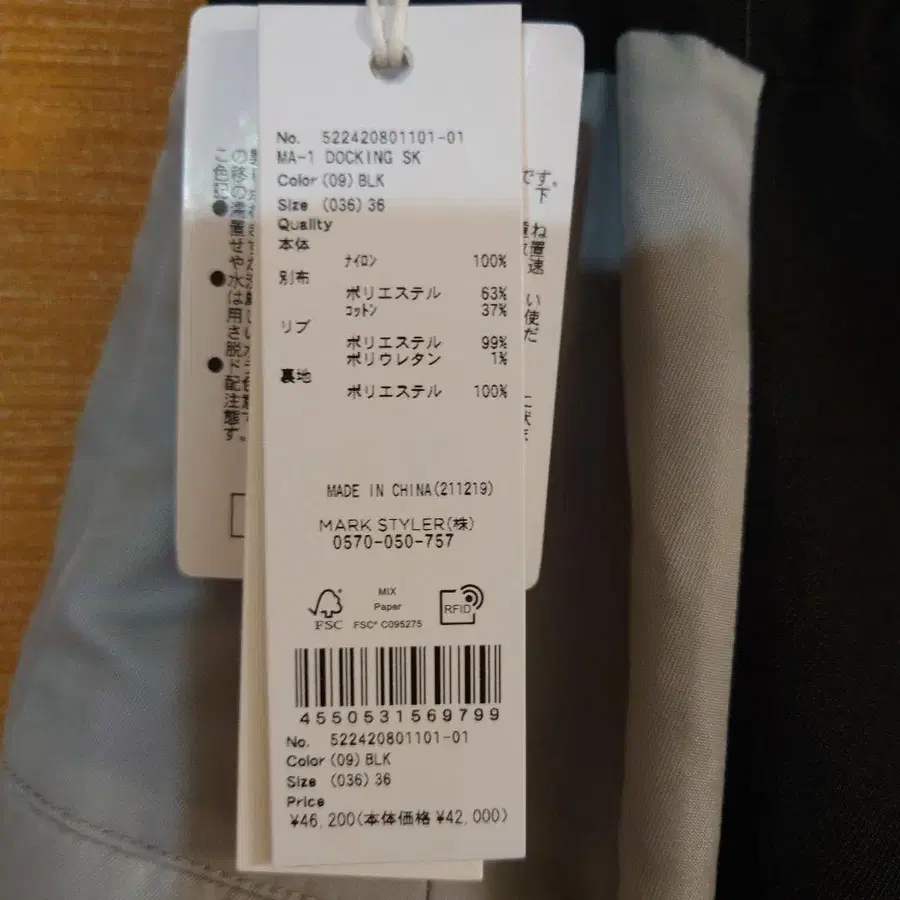 No. 522420801101-01
MA-1 DOCKING SK
Color (09) BLK
Size (036) 36
Quality
本体
ﾅｲﾛﾝ 100%
別布
ポリエステル 63%
ｺｯﾄﾝ 37%
リブ
ポリエステル 99%
ポリウレタン 1%
裏地
ポリエステル 100%
MADE IN CHINA(211219)
MARK STYLER(株)
0570-050-757
FSC
MIX
Paper
FSC® C095275
RFID
4550531569799
No. 522420801101-01
Color (09) BLK
Size (036) 36
Price
¥46,200(本体価格 ¥42,000)